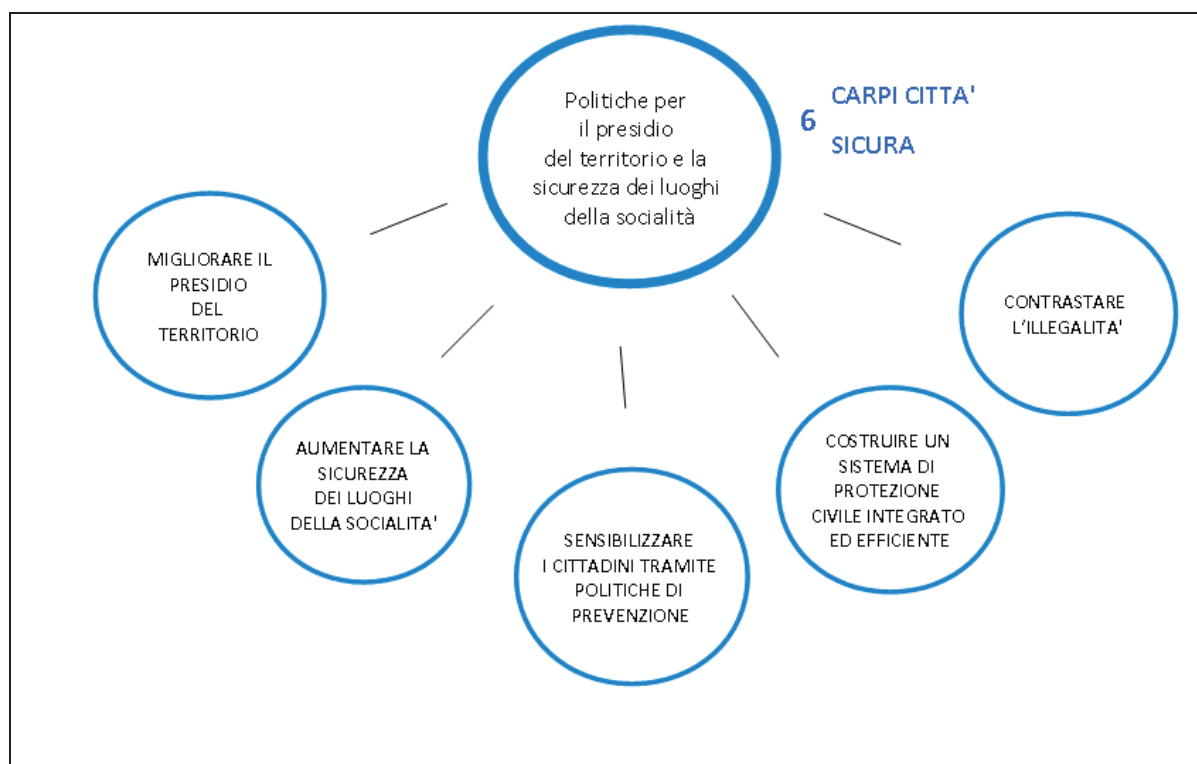 Politiche per
il presidio
del territorio e la
sicurezza dei luoghi
della socialità
6
CARPI CITTA'
SICURA
MIGLIORARE IL
PRESIDIO
DEL
TERRITORIO
AUMENTARE LA
SICUREZZA
DEI LUOGHI
DELLA SOCIALITA'
SENSIBILIZZARE
I CITTADINI TRAMITE
POLITICHE DI
PREVENZIONE
COSTRUIRE UN
SISTEMA DI
PROTEZIONE
CIVILE INTEGRATO
ED EFFICIENTE
CONTRASTARE
L’ILLEGALITA'